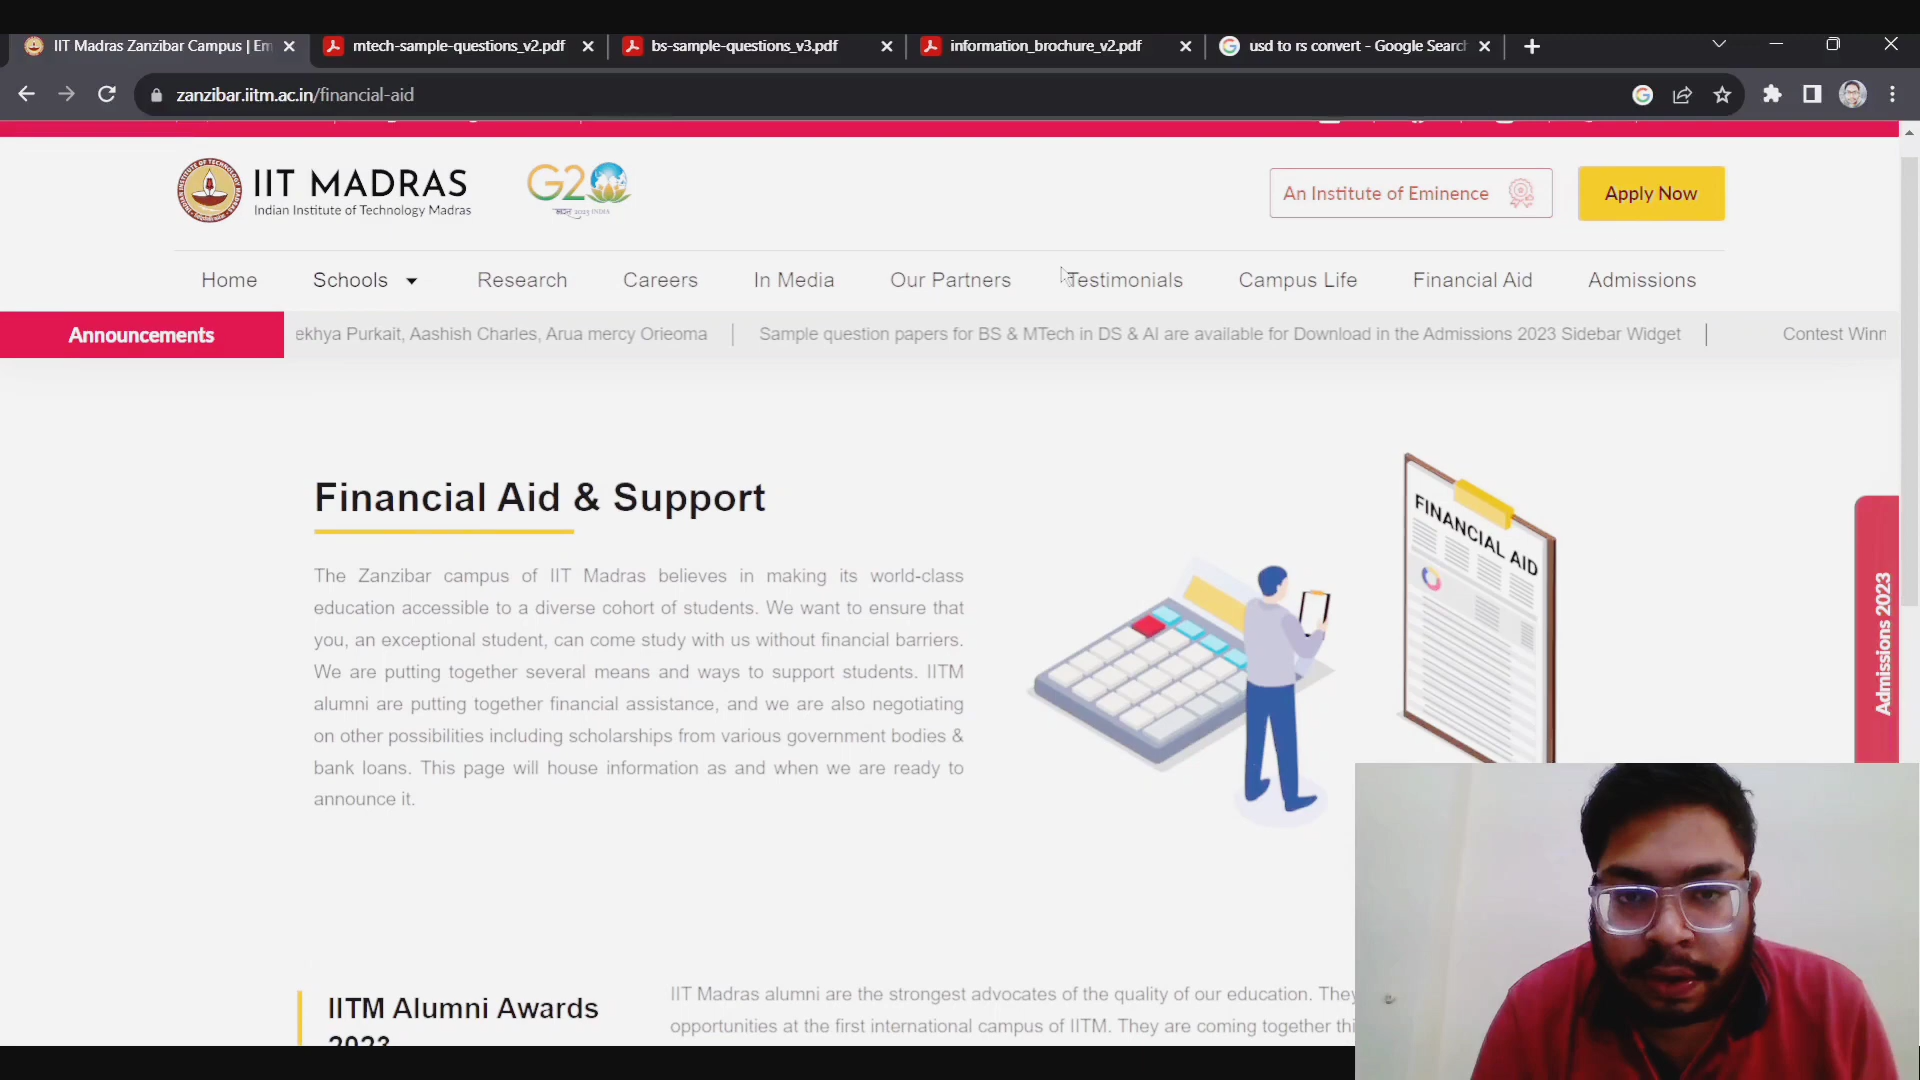 IIT Madras Zanzibar Campus | Em
mtech-sample-questions_v2.pdf
bs-sample-questions_v3.pdf
information_brochure_v2.pdf
usd to rs convert - Google Search
zanzibar.iitm.ac.in/financial-aid
IIT MADRAS
Indian Institute of Technology Madras
G20
An Institute of Eminence
Apply Now
Home
Schools
Research
Careers
In Media
Our Partners
Testimonials
Campus Life
Financial Aid
Admissions
Announcements
ekhya Purkait, Aashish Charles, Arua mercy Orieoma
Sample question papers for BS & MTech in DS & AI are available for Download in the Admissions 2023 Sidebar Widget
Contest Winn
Financial Aid & Support
The Zanzibar campus of IIT Madras believes in making its world-class
education accessible to a diverse cohort of students. We want to ensure that
you, an exceptional student, can come study with us without financial barriers.
We are putting together several means and ways to support students. IITM
alumni are putting together financial assistance, and we are also negotiating
on other possibilities including scholarships from various government bodies &
bank loans. This page will house information as and when we are ready to
announce it.
FINANCIAL AID
Admissions 2023
IITM Alumni Awards
2023
IIT Madras alumni are the strongest advocates of the quality of our education. They
opportunities at the first international campus of IITM. They are coming together thi